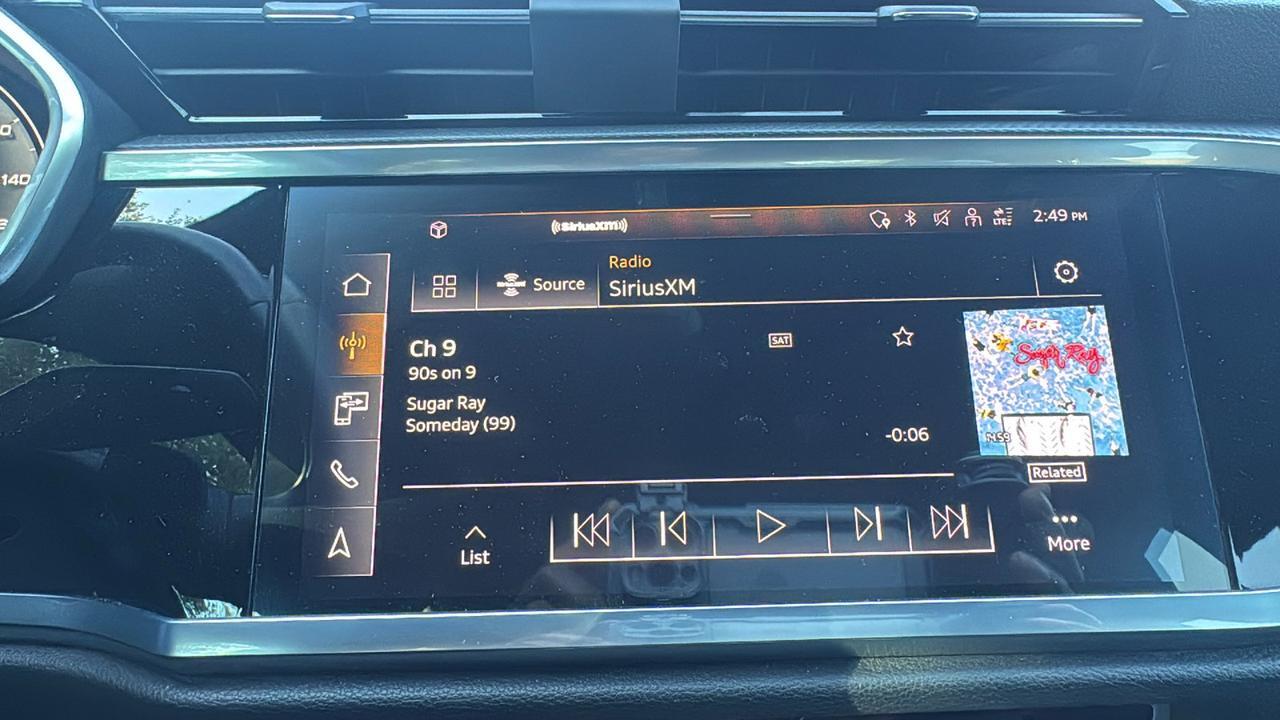 140
SiriusXM
LTE
2:49 PM
Radio
Source
SiriusXM
Ch 9
SAT
90s on 9
Sugar Ray
Sugar Ray
Someday (99)
-0:06
Related
List
More